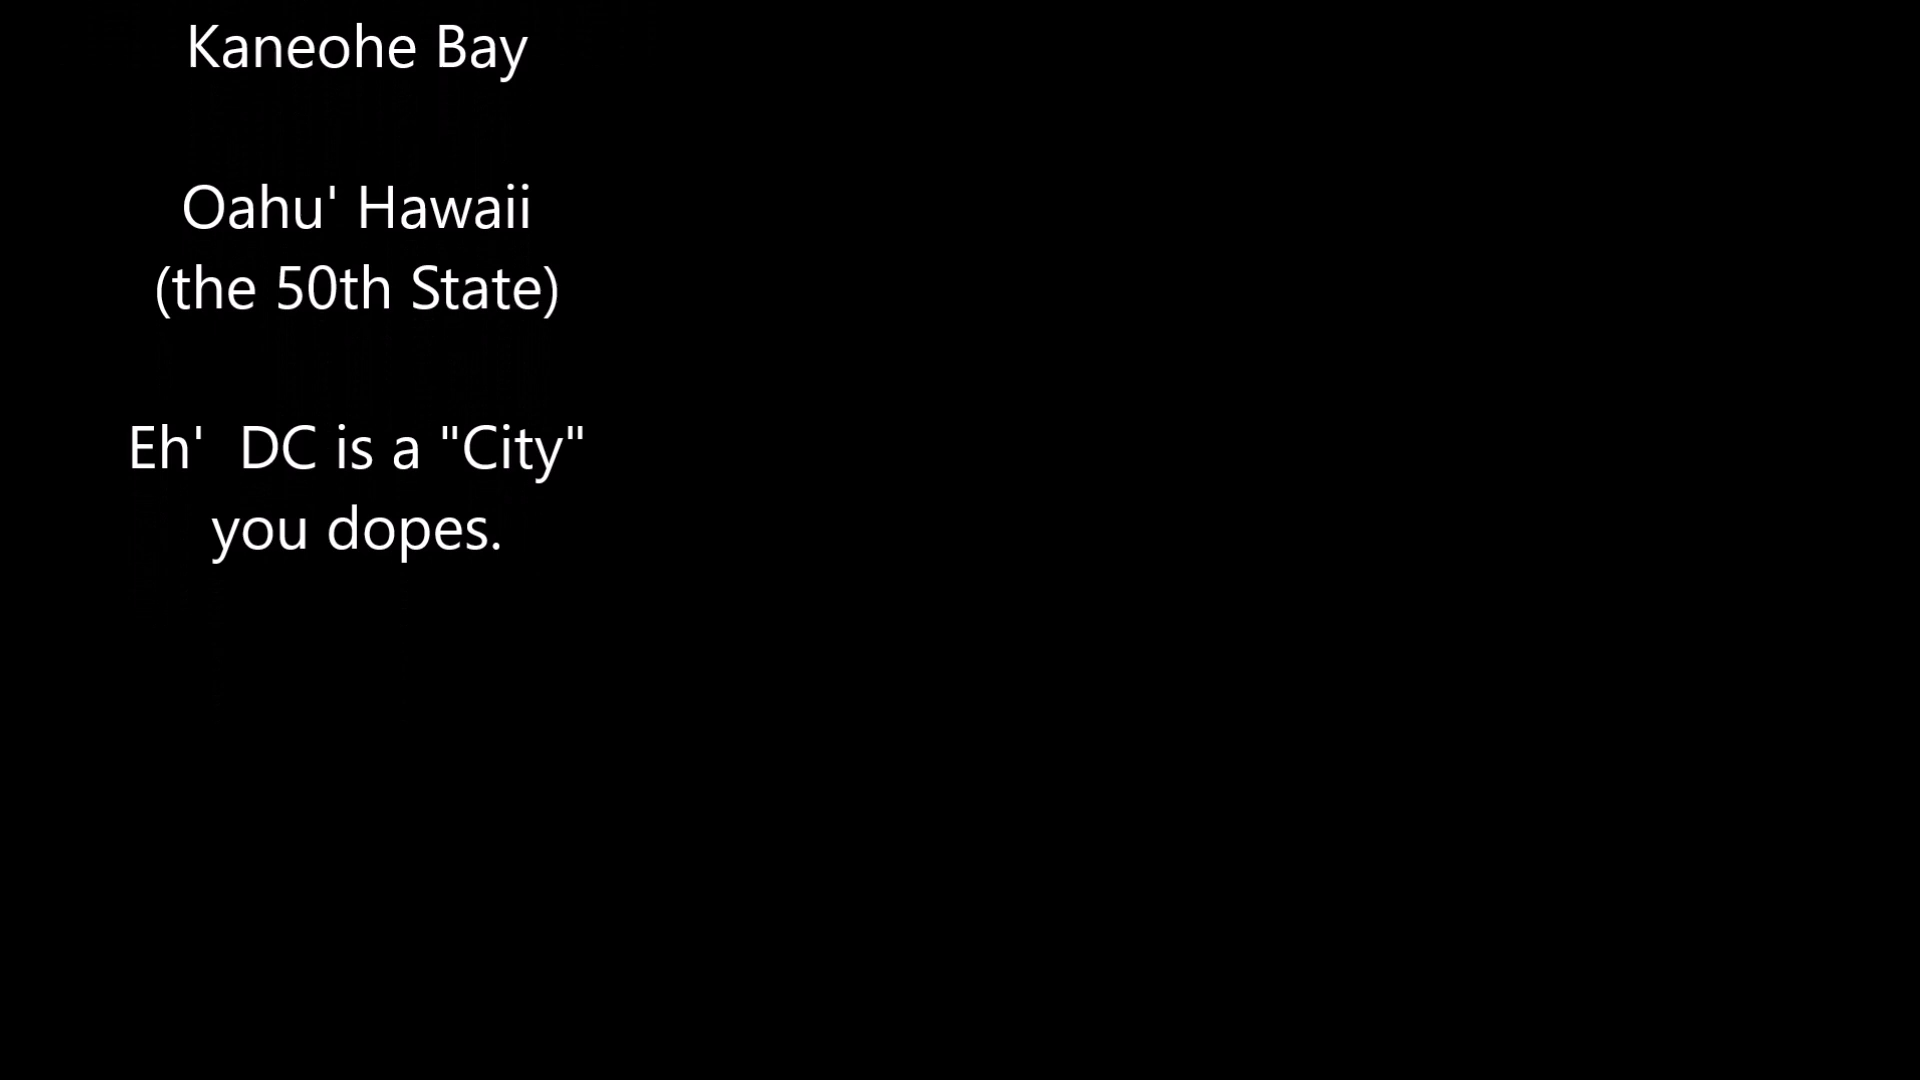 Kaneohe Bay
Oahu' Hawaii
(the 50th State)
Eh'  DC is a "City"
you dopes.